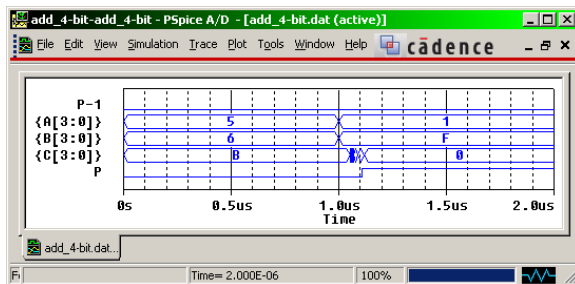 add_4-bit-add_4-bit - PSpice A/D - [add_4-bit.dat (active)]
File Edit View Simulation Trace Plot Tools Window Help cādence
P-1
{A[3:0]} 5 1
{B[3:0]} 6 F
{C[3:0]} B 0
P
0s 0.5us 1.0us 1.5us 2.0us
Time
add_4-bit.dat...
Time= 2.000E-06 100%